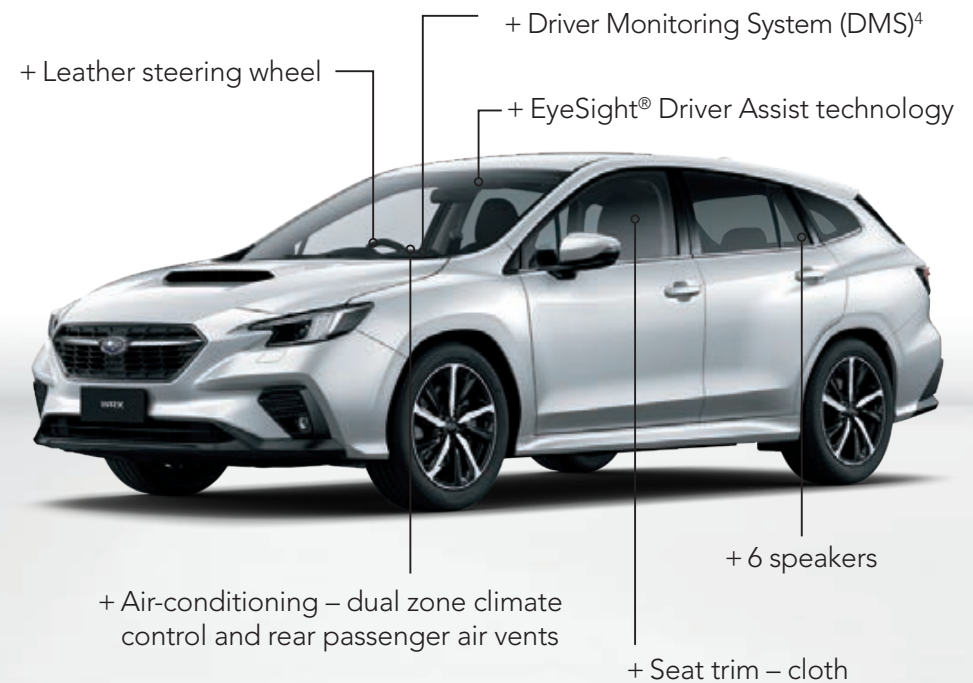 + Driver Monitoring System (DMS)⁴
+ Leather steering wheel
+ EyeSight® Driver Assist technology
WRX
+ 6 speakers
+ Air-conditioning – dual zone climate
control and rear passenger air vents
+ Seat trim – cloth